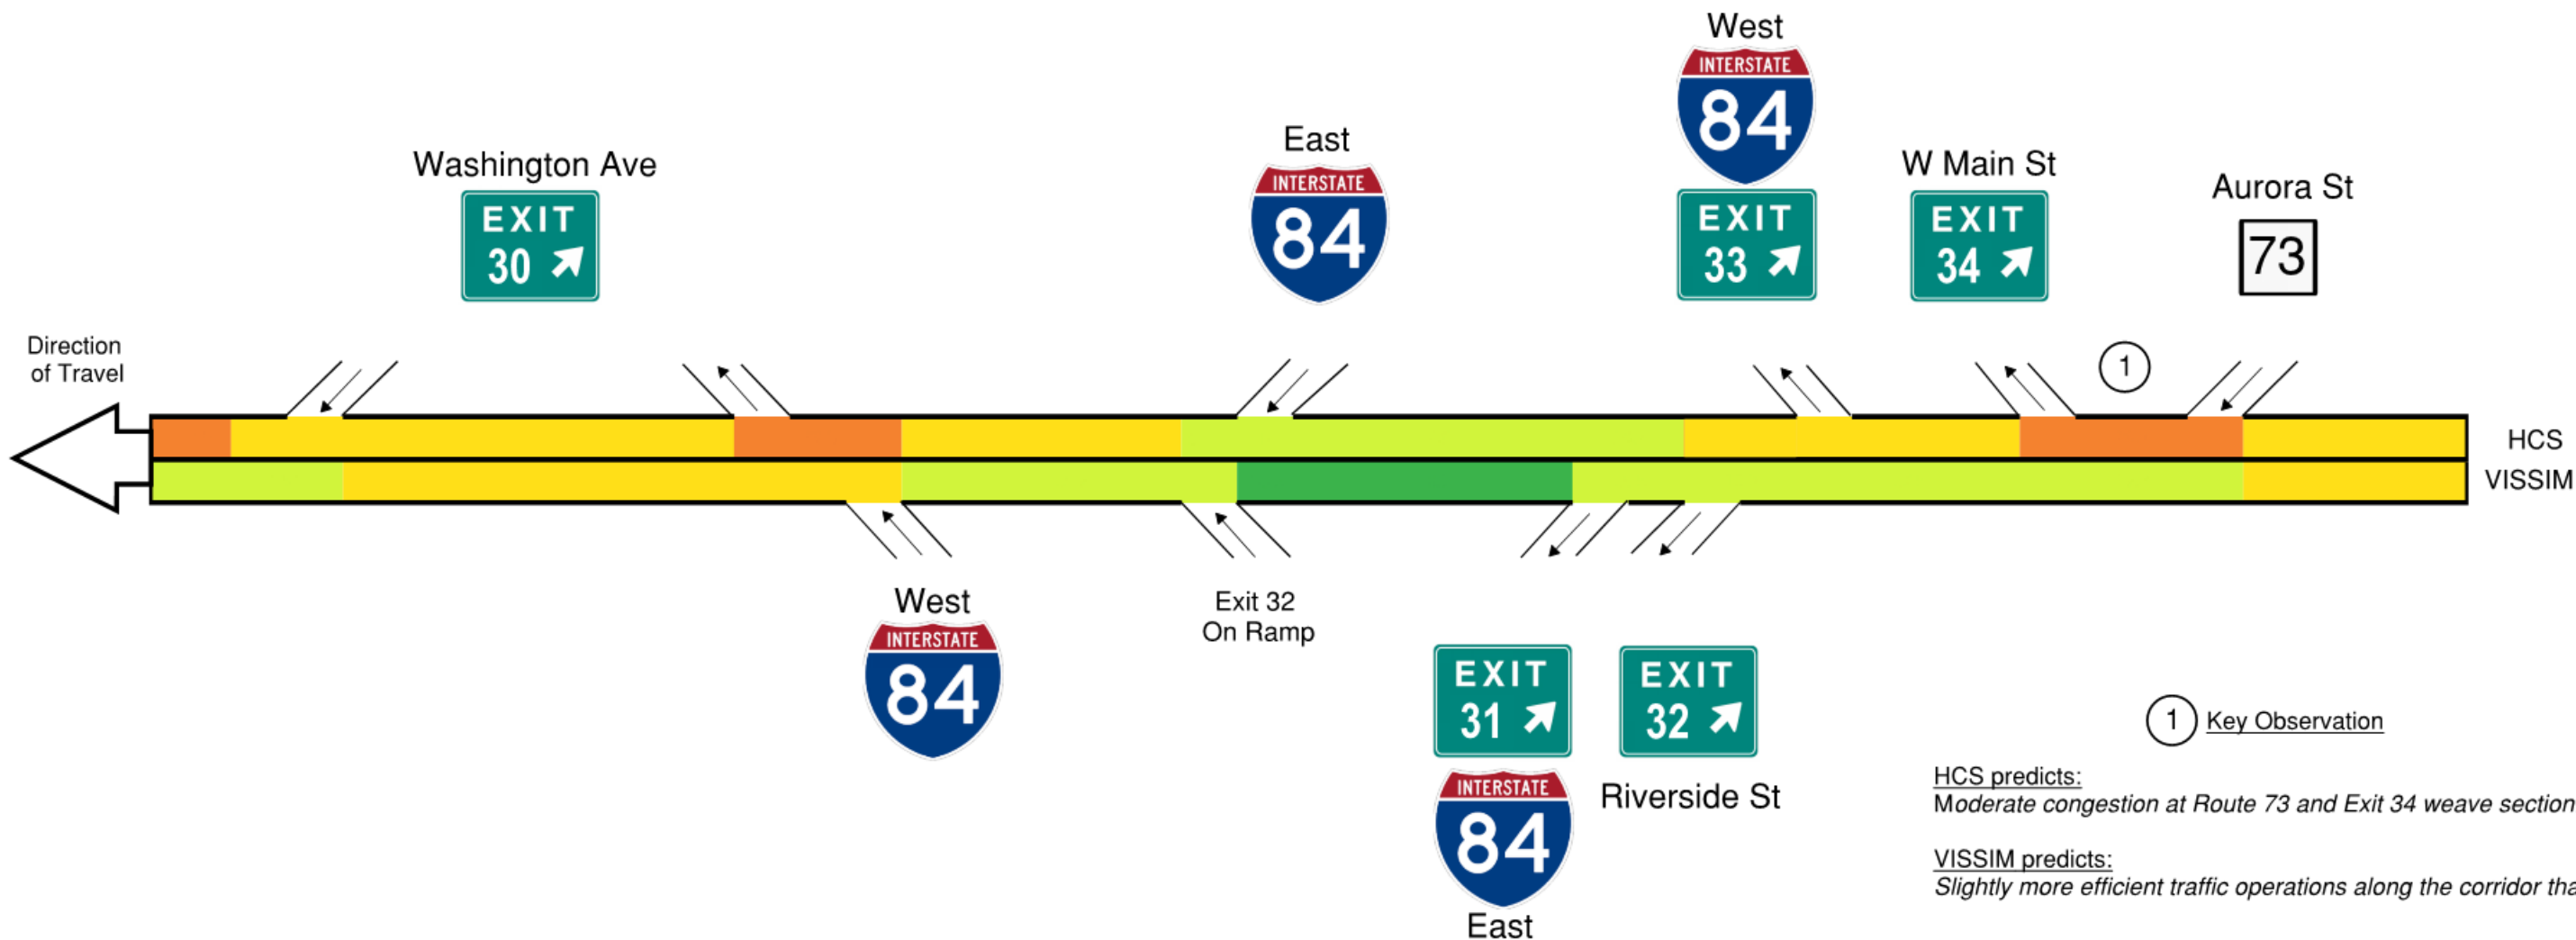 West
INTERSTATE
84
East
INTERSTATE
84
Washington Ave
EXIT
30
EXIT
33
W Main St
EXIT
34
Aurora St
73
Direction
of Travel
1
HCS
VISSIM
West
INTERSTATE
84
Exit 32
On Ramp
EXIT
31
INTERSTATE
84
East
EXIT
32
Riverside St
1 Key Observation
HCS predicts:
Moderate congestion at Route 73 and Exit 34 weave section
VISSIM predicts:
Slightly more efficient traffic operations along the corridor